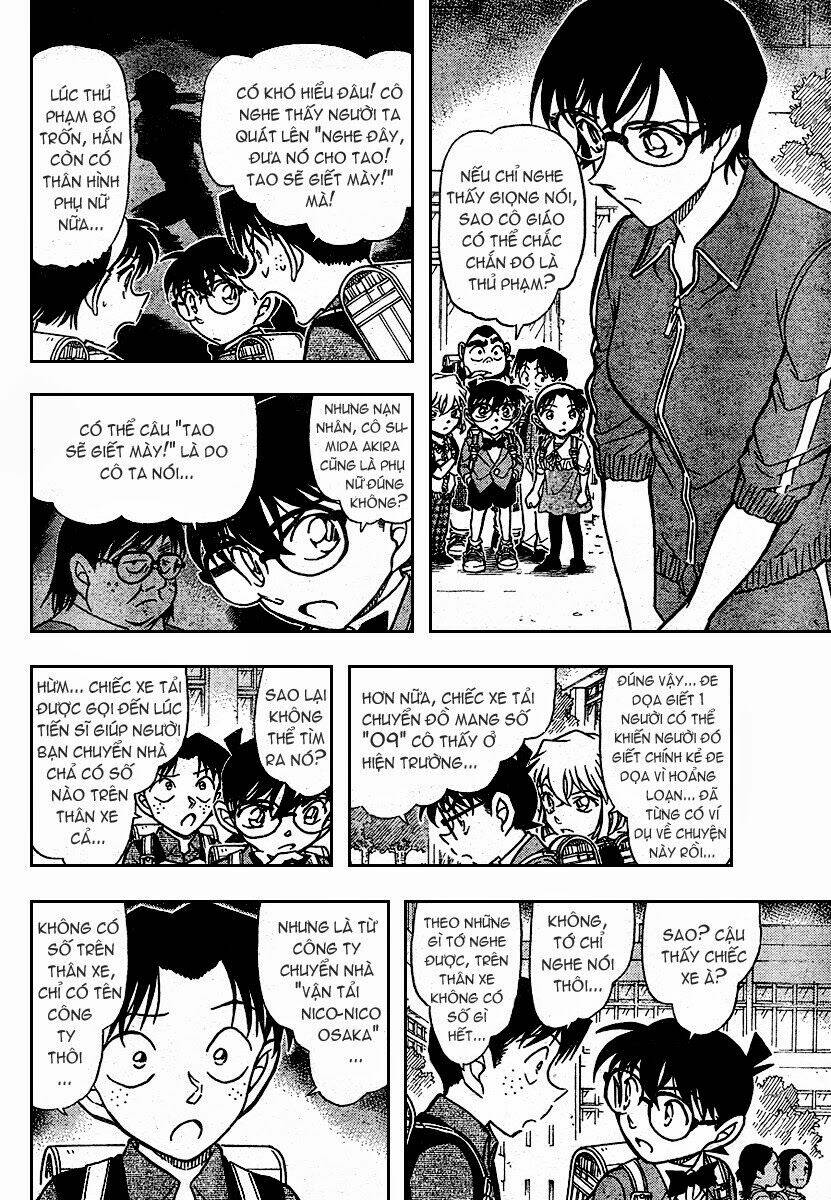 NẾU CHỈ NGHE
THẤY GIỌNG NÓI,
SAO CÔ GIÁO
CÓ THỂ CHẮC
CHẮN ĐÓ LÀ
THỦ PHẠM?
CÓ KHÓ HIỂU ĐÂU! CÔ
NGHE THẤY NGƯỜI TA
QUÁT LÊN "NGHE ĐÂY,
ĐƯA NÓ CHO TAO!
TAO SẼ GIẾT MÀY!"
MÀ!
LÚC THỦ
PHẠM BỎ
TRỐN, HẮN
CÒN CÓ
THÂN HÌNH
PHỤ NỮ
NỮA...
NHƯNG NẠN
NHÂN, CÔ SU-
MIDA AKIRA
CŨNG LÀ PHỤ
NỮ ĐÚNG
KHÔNG?
CÓ THỂ CÂU "TAO
SẼ GIẾT MÀY!" LÀ DO
CÔ TA NÓI...
ĐÚNG VẬY... ĐE
DỌA GIẾT 1
NGƯỜI CÓ THỂ
KHIẾN NGƯỜI ĐÓ
GIẾT CHÍNH KẺ ĐE
DỌA VÌ HOẢNG
LOẠN... ĐÃ
TỪNG CÓ VÍ
DỤ VỀ CHUYỆN
NÀY RỒI...
HƠN NỮA, CHIẾC XE TẢI
CHUYỂN ĐỒ MANG SỐ
"09" CÔ THẤY Ở
HIỆN TRƯỜNG...
SAO LẠI
KHÔNG
THỂ TÌM
RA NÓ?
HỪM... CHIẾC XE TẢI
ĐƯỢC GỌI ĐẾN LÚC
TIẾN SĨ GIÚP NGƯỜI
BẠN CHUYỂN NHÀ
CHẢ CÓ SỐ
NÀO TRÊN
THÂN XE
CẢ...
SAO? CẬU
THẤY CHIẾC
XE À?
KHÔNG,
TỚ CHỈ
NGHE NÓI
THÔI...
THEO NHỮNG
GÌ TỚ NGHE
ĐƯỢC, TRÊN
THÂN XE
KHÔNG CÓ
SỐ GÌ
HẾT...
NHƯNG LÀ TỪ
CÔNG TY
CHUYỂN NHÀ
"VẬN TẢI
NICO-NICO
OSAKA"
...
KHÔNG CÓ
SỐ TRÊN
THÂN XE,
CHỈ CÓ TÊN
CÔNG
TY
THÔI
...